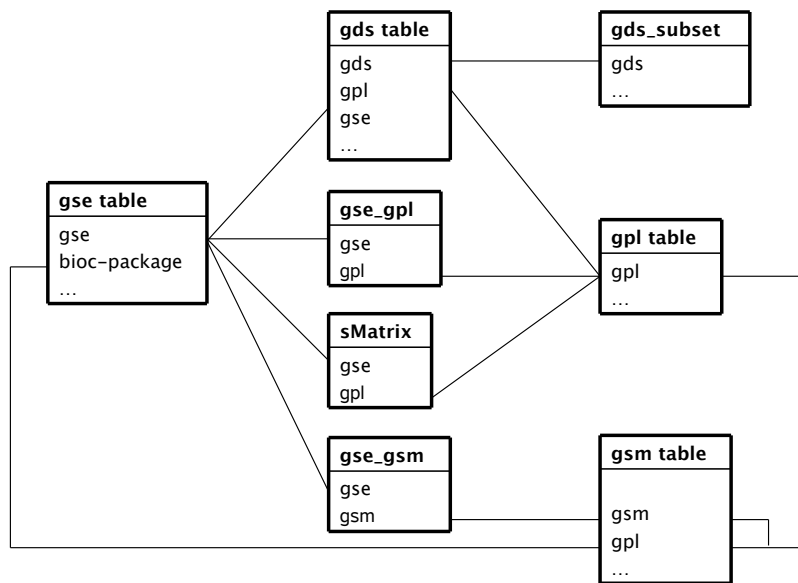 gds table
gds
gpl
gse
...
gds_subset
gds
...
gse table
gse
bioc-package
...
gse_gpl
gse
gpl
gpl table
gpl
...
sMatrix
gse
gpl
gse_gsm
gse
gsm
gsm table
gsm
gpl
...